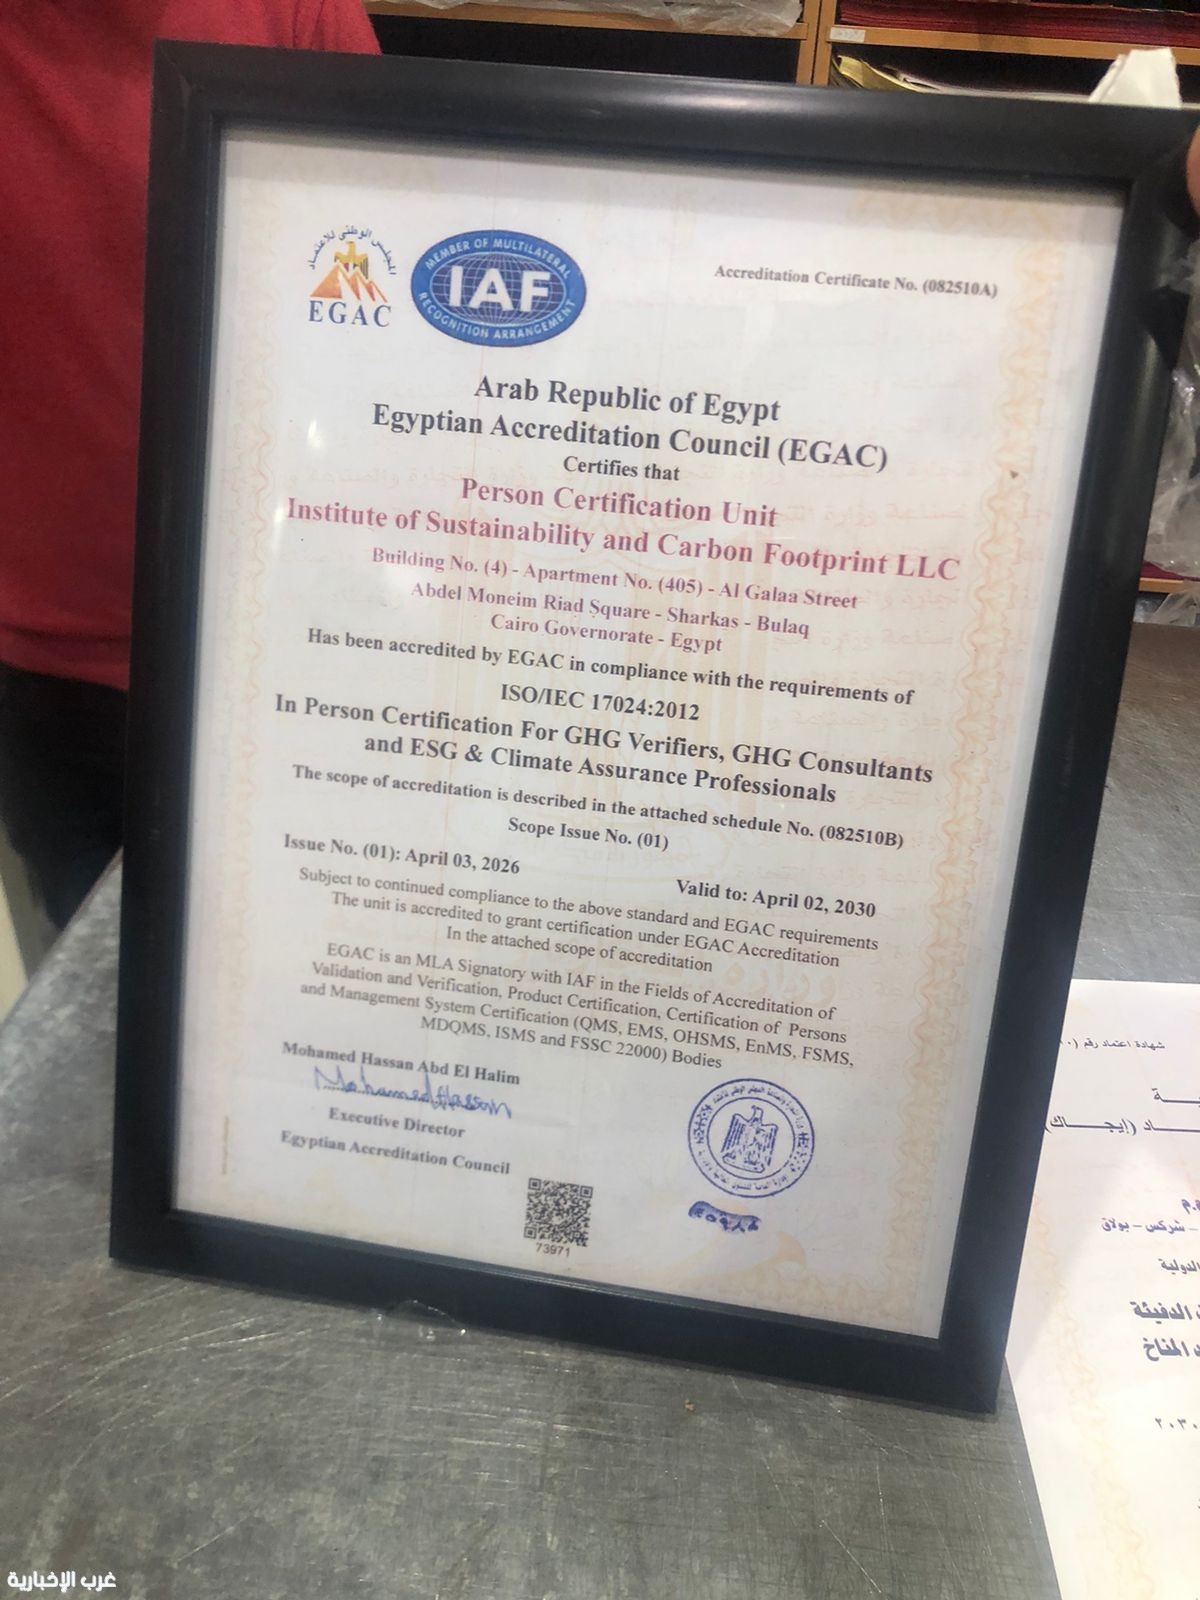 المجلس الوطنى للاعتماد
EGAC
MEMBER OF MULTILATERAL
IAF
RECOGNITION ARRANGEMENT
Accreditation Certificate No. (082510A)
Arab Republic of Egypt
Egyptian Accreditation Council (EGAC)
Certifies that
Person Certification Unit
Institute of Sustainability and Carbon Footprint LLC
Building No. (4) - Apartment No. (405) - Al Galaa Street
Abdel Moneim Riad Square - Sharkas - Bulaq
Cairo Governorate - Egypt
Has been accredited by EGAC in compliance with the requirements of
ISO/IEC 17024:2012
In Person Certification For GHG Verifiers, GHG Consultants
and ESG & Climate Assurance Professionals
The scope of accreditation is described in the attached schedule No. (082510B)
Scope Issue No. (01)
Issue No. (01): April 03, 2026
Valid to: April 02, 2030
Subject to continued compliance to the above standard and EGAC requirements
The unit is accredited to grant certification under EGAC Accreditation
In the attached scope of accreditation
EGAC is an MLA Signatory with IAF in the Fields of Accreditation of
Validation and Verification, Product Certification, Certification of Persons
and Management System Certification (QMS, EMS, OHSMS, EnMS, FSMS,
MDQMS, ISMS and FSSC 22000) Bodies
Mohamed Hassan Abd El Halim
Mohamed Hassan
Executive Director
Egyptian Accreditation Council
73971
شهادة اعتماد رقم
(إيجاك)
- شركس - بولاق
الدولية
الدفيئة
المناخ
٢٠٣٠
غرب الإخبارية